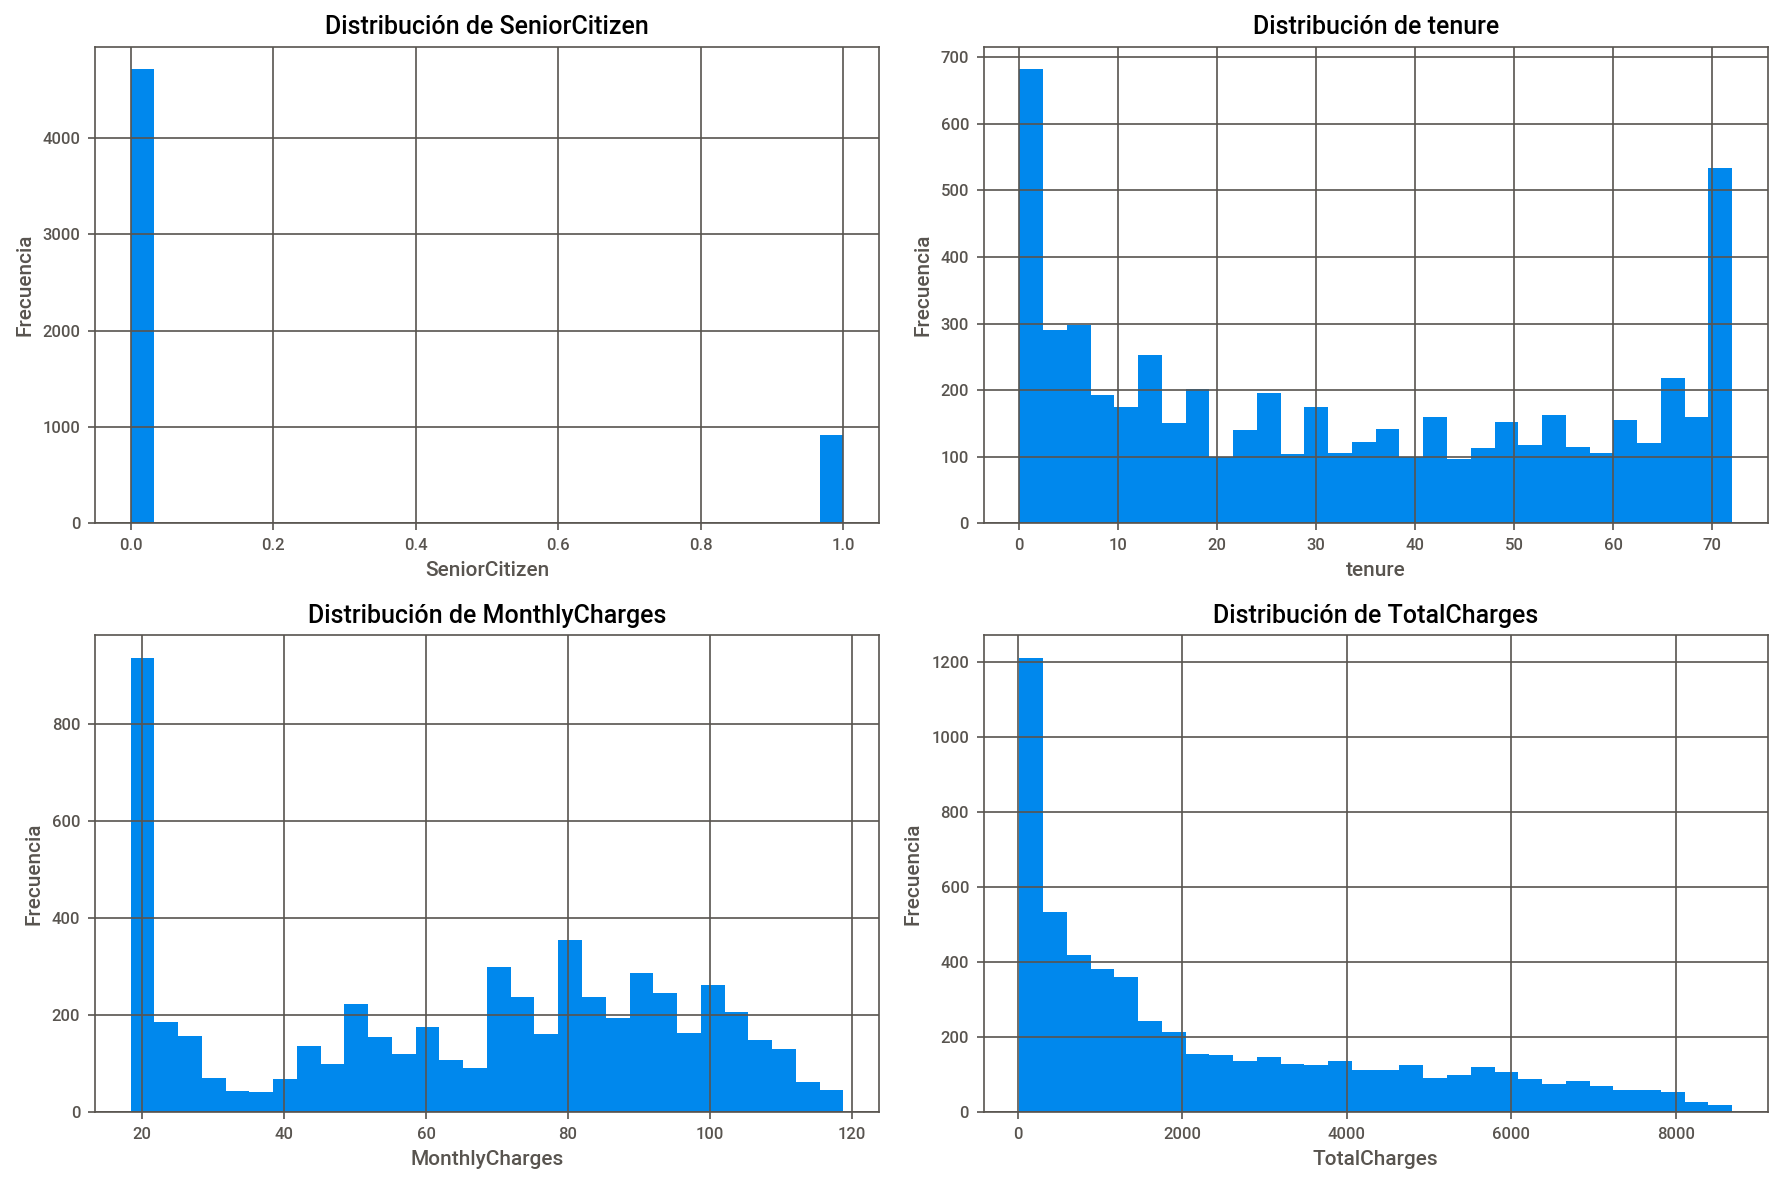 Distribución de SeniorCitizen
Frecuencia
4000
3000
2000
1000
0
0.0 0.2 0.4 0.6 0.8 1.0
SeniorCitizen
Distribución de tenure
Frecuencia
700
600
500
400
300
200
100
0
0 10 20 30 40 50 60 70
tenure
Distribución de MonthlyCharges
Frecuencia
800
600
400
200
0
20 40 60 80 100 120
MonthlyCharges
Distribución de TotalCharges
Frecuencia
1200
1000
800
600
400
200
0
0 2000 4000 6000 8000
TotalCharges